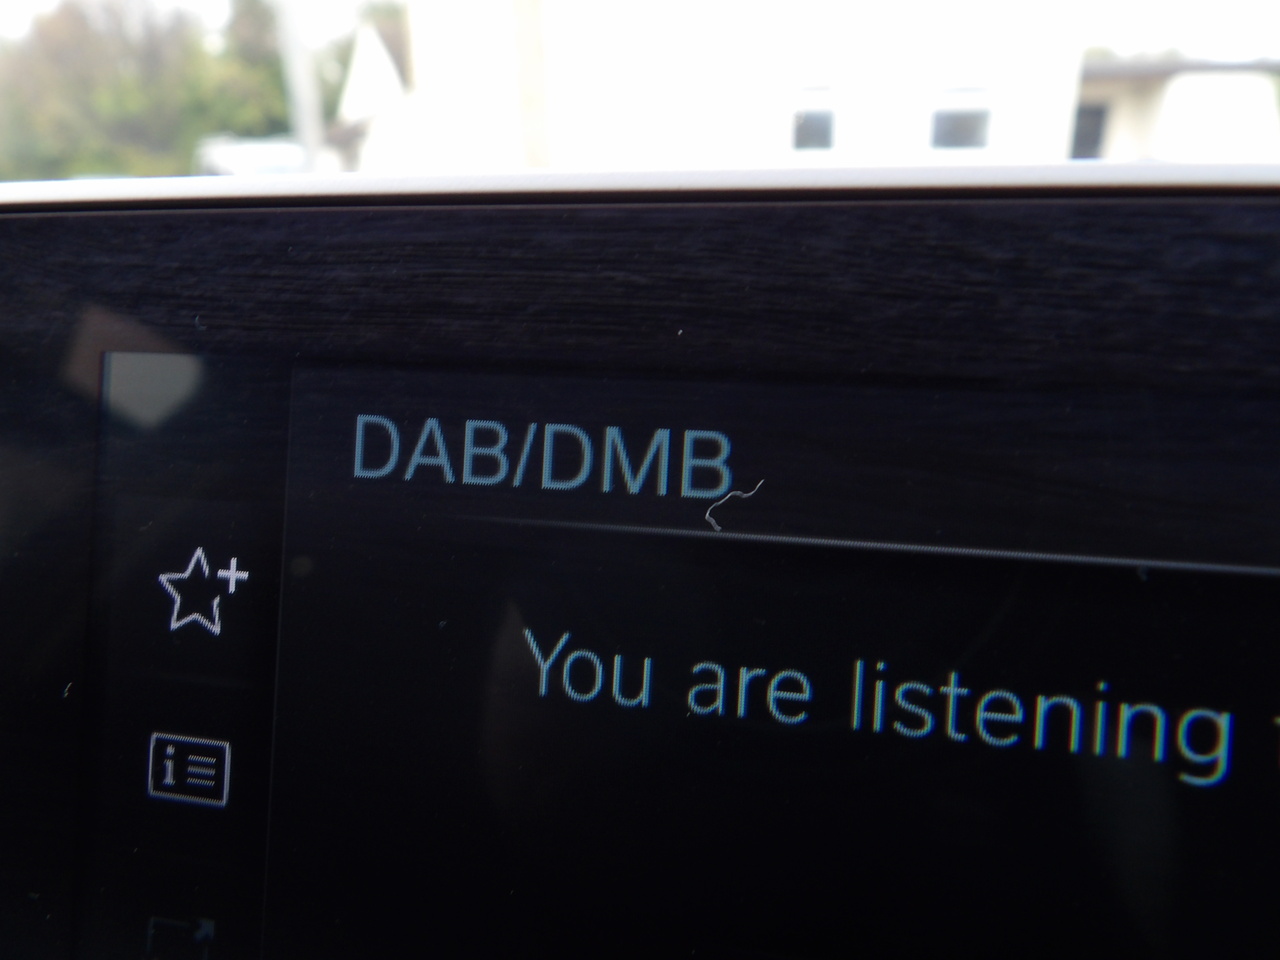 DAB/DMB
You are listening